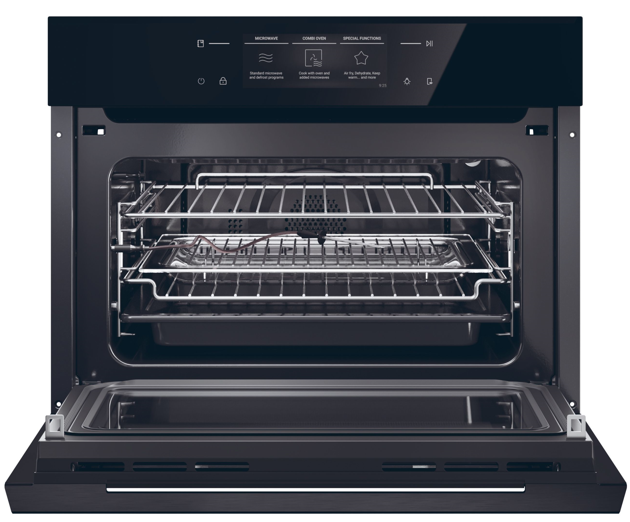 MICROWAVE
COMBI OVEN
SPECIAL FUNCTIONS
Standard microwave
and defrost programs
Cook with oven and
added microwaves
Air fry, Dehydrate, Keep
warm... and more